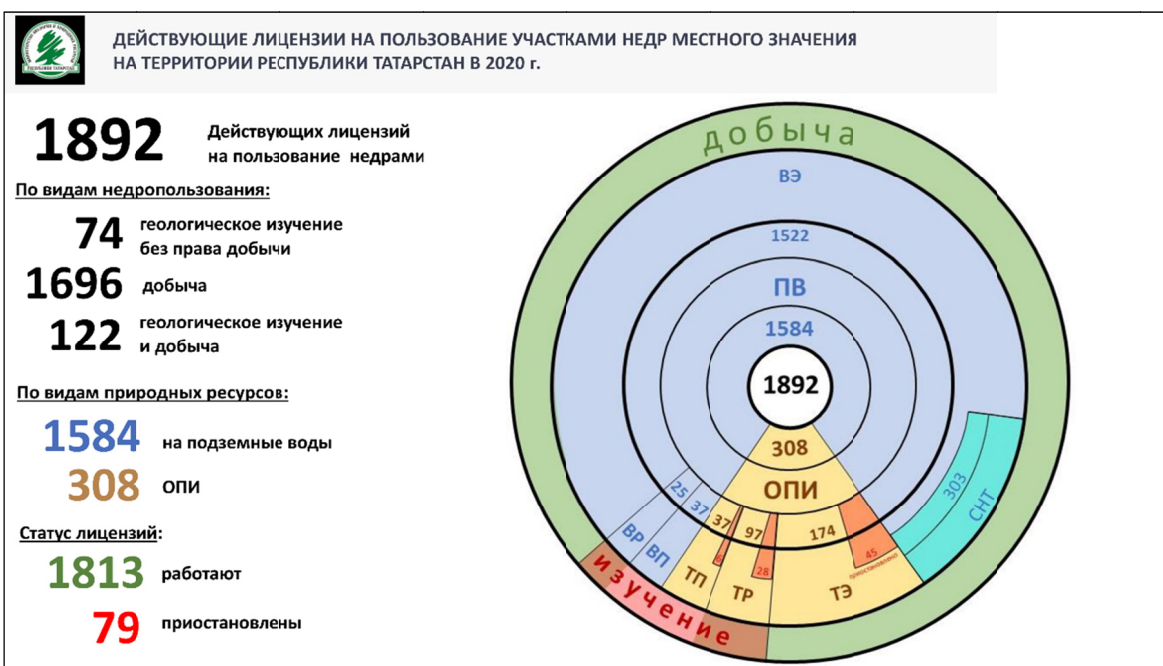 ДЕЙСТВУЮЩИЕ ЛИЦЕНЗИИ НА ПОЛЬЗОВАНИЕ УЧАСТКАМИ НЕДР МЕСТНОГО ЗНАЧЕНИЯ
НА ТЕРРИТОРИИ РЕСПУБЛИКИ ТАТАРСТАН В 2020 г.
1892 Действующих лицензий
на пользование недрами
По видам недропользования:
74 геологическое изучение
без права добычи
1696 добыча
122 геологическое изучение
и добыча
По видам природных ресурсов:
1584 на подземные воды
308 ОПИ
Статус лицензий:
1813 работают
79 приостановлены
добыча
ВЭ
1522
ПВ
1584
1892
308
ОПИ
25
37
37
6
97
28
174
45
приостановлено
303
СНТ
ВР
ВП
ТП
ТР
ТЭ
изучение